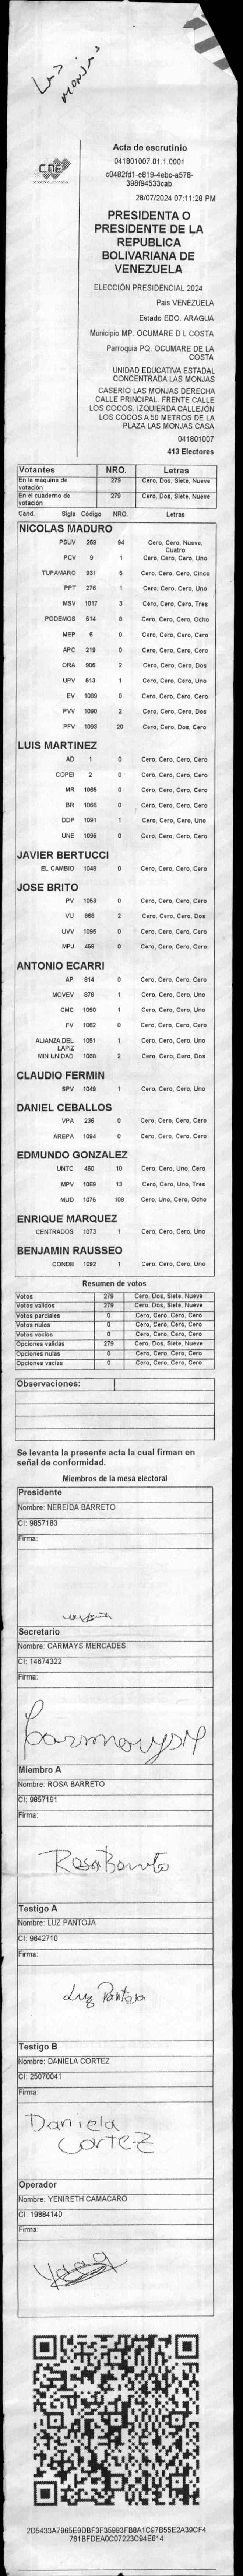 Las
Monjas
CNE
Acta de escrutinio
041801007.01.1.0001
c0482fd1-e819-4ebc-a578-
398f94533cab
28/07/2024 07:11:28 PM
PRESIDENTA O
PRESIDENTE DE LA
REPUBLICA
BOLIVARIANA DE
VENEZUELA
ELECCIÓN PRESIDENCIAL 2024
Pais VENEZUELA
Estado EDO. ARAGUA
Municipio MP. OCUMARE D L COSTA
Parroquia PQ. OCUMARE DE LA
COSTA
UNIDAD EDUCATIVA ESTADAL
CONCENTRADA LAS MONJAS
CASERIO LAS MONJAS DERECHA
CALLE PRINCIPAL. FRENTE CALLE
LOS COCOS. IZQUIERDA CALLEJÓN
LOS COCOS A 50 METROS DE LA
PLAZA LAS MONJAS CASA
041801007
413 Electores
Votantes NRO. Letras
En la máquina de votación 279 Cero, Dos, Siete, Nueve
En el cuaderno de votación 279 Cero, Dos, Siete, Nueve
Cand. Sigla Código NRO. Letras
NICOLAS MADURO
PSUV 269 94 Cero, Cero, Nueve, Cuatro
PCV 9 1 Cero, Cero, Cero, Uno
TUPAMARO 931 5 Cero, Cero, Cero, Cinco
PPT 276 1 Cero, Cero, Cero, Uno
MSV 1017 3 Cero, Cero, Cero, Tres
PODEMOS 514 8 Cero, Cero, Cero, Ocho
MEP 6 0 Cero, Cero, Cero, Cero
APC 219 0 Cero, Cero, Cero, Cero
ORA 906 2 Cero, Cero, Cero, Dos
UPV 513 1 Cero, Cero, Cero, Uno
EV 1089 0 Cero, Cero, Cero, Cero
PVV 1090 2 Cero, Cero, Cero, Dos
PFV 1093 20 Cero, Cero, Dos, Cero
LUIS MARTINEZ
AD 1 0 Cero, Cero, Cero, Cero
COPEI 2 0 Cero, Cero, Cero, Cero
MR 1065 0 Cero, Cero, Cero, Cero
BR 1066 0 Cero, Cero, Cero, Cero
DDP 1091 1 Cero, Cero, Cero, Uno
UNE 1095 0 Cero, Cero, Cero, Cero
JAVIER BERTUCCI
EL CAMBIO 1048 0 Cero, Cero, Cero, Cero
JOSE BRITO
PV 1053 0 Cero, Cero, Cero, Cero
VU 868 2 Cero, Cero, Cero, Dos
UVV 1096 0 Cero, Cero, Cero, Cero
MPJ 458 0 Cero, Cero, Cero, Cero
ANTONIO ECARRI
AP 814 0 Cero, Cero, Cero, Cero
MOVEV 878 1 Cero, Cero, Cero, Uno
CMC 1050 1 Cero, Cero, Cero, Uno
FV 1062 0 Cero, Cero, Cero, Cero
ALIANZA DEL LAPIZ 1051 1 Cero, Cero, Cero, Uno
MIN UNIDAD 1069 2 Cero, Cero, Cero, Dos
CLAUDIO FERMIN
SPV 1049 1 Cero, Cero, Cero, Uno
DANIEL CEBALLOS
VPA 236 0 Cero, Cero, Cero, Cero
AREPA 1094 0 Cero, Cero, Cero, Cero
EDMUNDO GONZALEZ
UNTC 460 10 Cero, Cero, Uno, Cero
MPV 1069 13 Cero, Cero, Uno, Tres
MUD 1075 108 Cero, Uno, Cero, Ocho
ENRIQUE MARQUEZ
CENTRADOS 1073 1 Cero, Cero, Cero, Uno
BENJAMIN RAUSSEO
CONDE 1092 1 Cero, Cero, Cero, Uno
Resumen de votos
Votos 279 Cero, Dos, Siete, Nueve
Votos validos 279 Cero, Dos, Siete, Nueve
Votos parciales 0 Cero, Cero, Cero, Cero
Votos nulos 0 Cero, Cero, Cero, Cero
Votos vacios 0 Cero, Cero, Cero, Cero
Opciones validas 279 Cero, Dos, Siete, Nueve
Opciones nulas 0 Cero, Cero, Cero, Cero
Opciones vacias 0 Cero, Cero, Cero, Cero
Observaciones:
Se levanta la presente acta la cual firman en
señal de conformidad.
Miembros de la mesa electoral
Presidente
Nombre: NEREIDA BARRETO
CI: 9857183
Firma:
Secretario
Nombre: CARMAYS MERCADES
CI: 14674322
Firma:
Carmays M
Miembro A
Nombre: ROSA BARRETO
CI: 9857191
Firma:
Rosa Barreto
Testigo A
Nombre: LUZ PANTOJA
CI: 9642710
Firma:
Luz Pantoja
Testigo B
Nombre: DANIELA CORTEZ
CI: 25070041
Firma:
Daniela
Cortez
Operador
Nombre: YENIRETH CAMACARO
CI: 19884140
Firma:
2D5433A7965E9DBF3F35993FB8A1C97B55E2A39CF4
761BFDEA0C07223C94E614